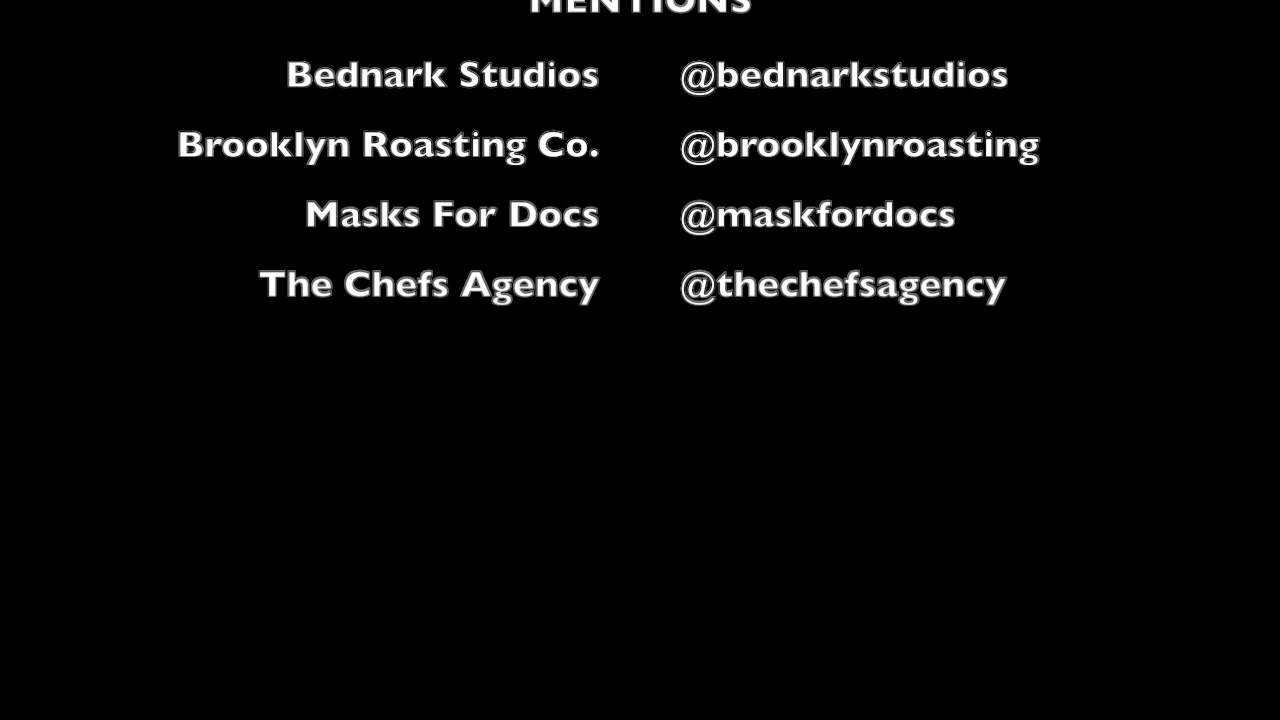 MENTIONS
Bednark Studios @bednarkstudios
Brooklyn Roasting Co. @brooklynroasting
Masks For Docs @maskfordocs
The Chefs Agency @thechefsagency